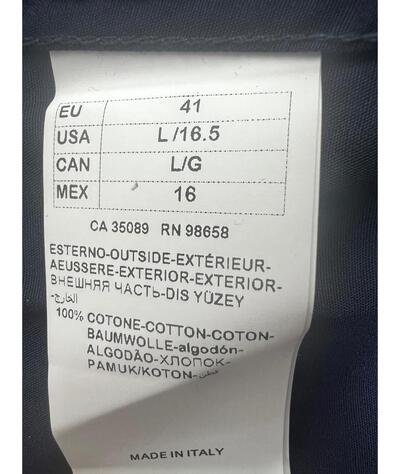 EU 41
USA L/16.5
CAN L/G
MEX 16
CA 35089 RN 98658
ESTERNO-OUTSIDE-EXTÉRIEUR-
AEUSSERE-EXTERIOR-EXTERIOR-
ВНЕШНЯЯ ЧАСТЬ-DIS YÜZEY
-الخارج
100% COTONE-COTTON-COTON-
BAUMWOLLE-algodón-
ALGODÃO-ХЛОПОК-
PAMUK/KOTON-قطن-
MADE IN ITALY